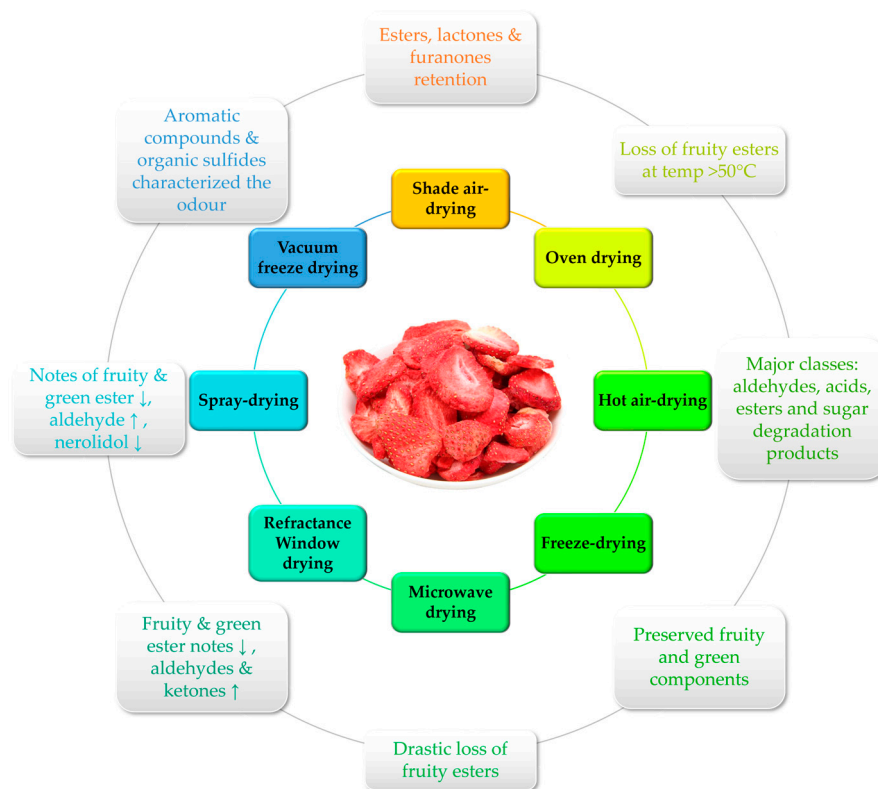 Esters, lactones &
furanones
retention
Loss of fruity esters
at temp >50°C
Major classes:
aldehydes, acids,
esters and sugar
degradation
products
Preserved fruity
and green
components
Drastic loss of
fruity esters
Fruity & green
ester notes ↓ ,
aldehydes &
ketones ↑
Notes of fruity &
green ester ↓,
aldehyde ↑ ,
nerolidol ↓
Aromatic
compounds &
organic sulfides
characterized the
odour
Shade air-
drying
Oven drying
Hot air-drying
Freeze-drying
Microwave
drying
Refractance
Window
drying
Spray-drying
Vacuum
freeze drying